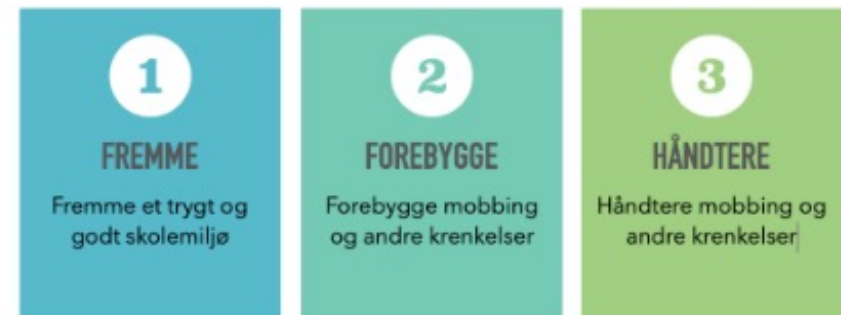 1
FREMME
Fremme et trygt og
godt skolemiljø
2
FOREBYGGE
Forebygge mobbing
og andre krenkelser
3
HÅNDTERE
Håndtere mobbing og
andre krenkelser